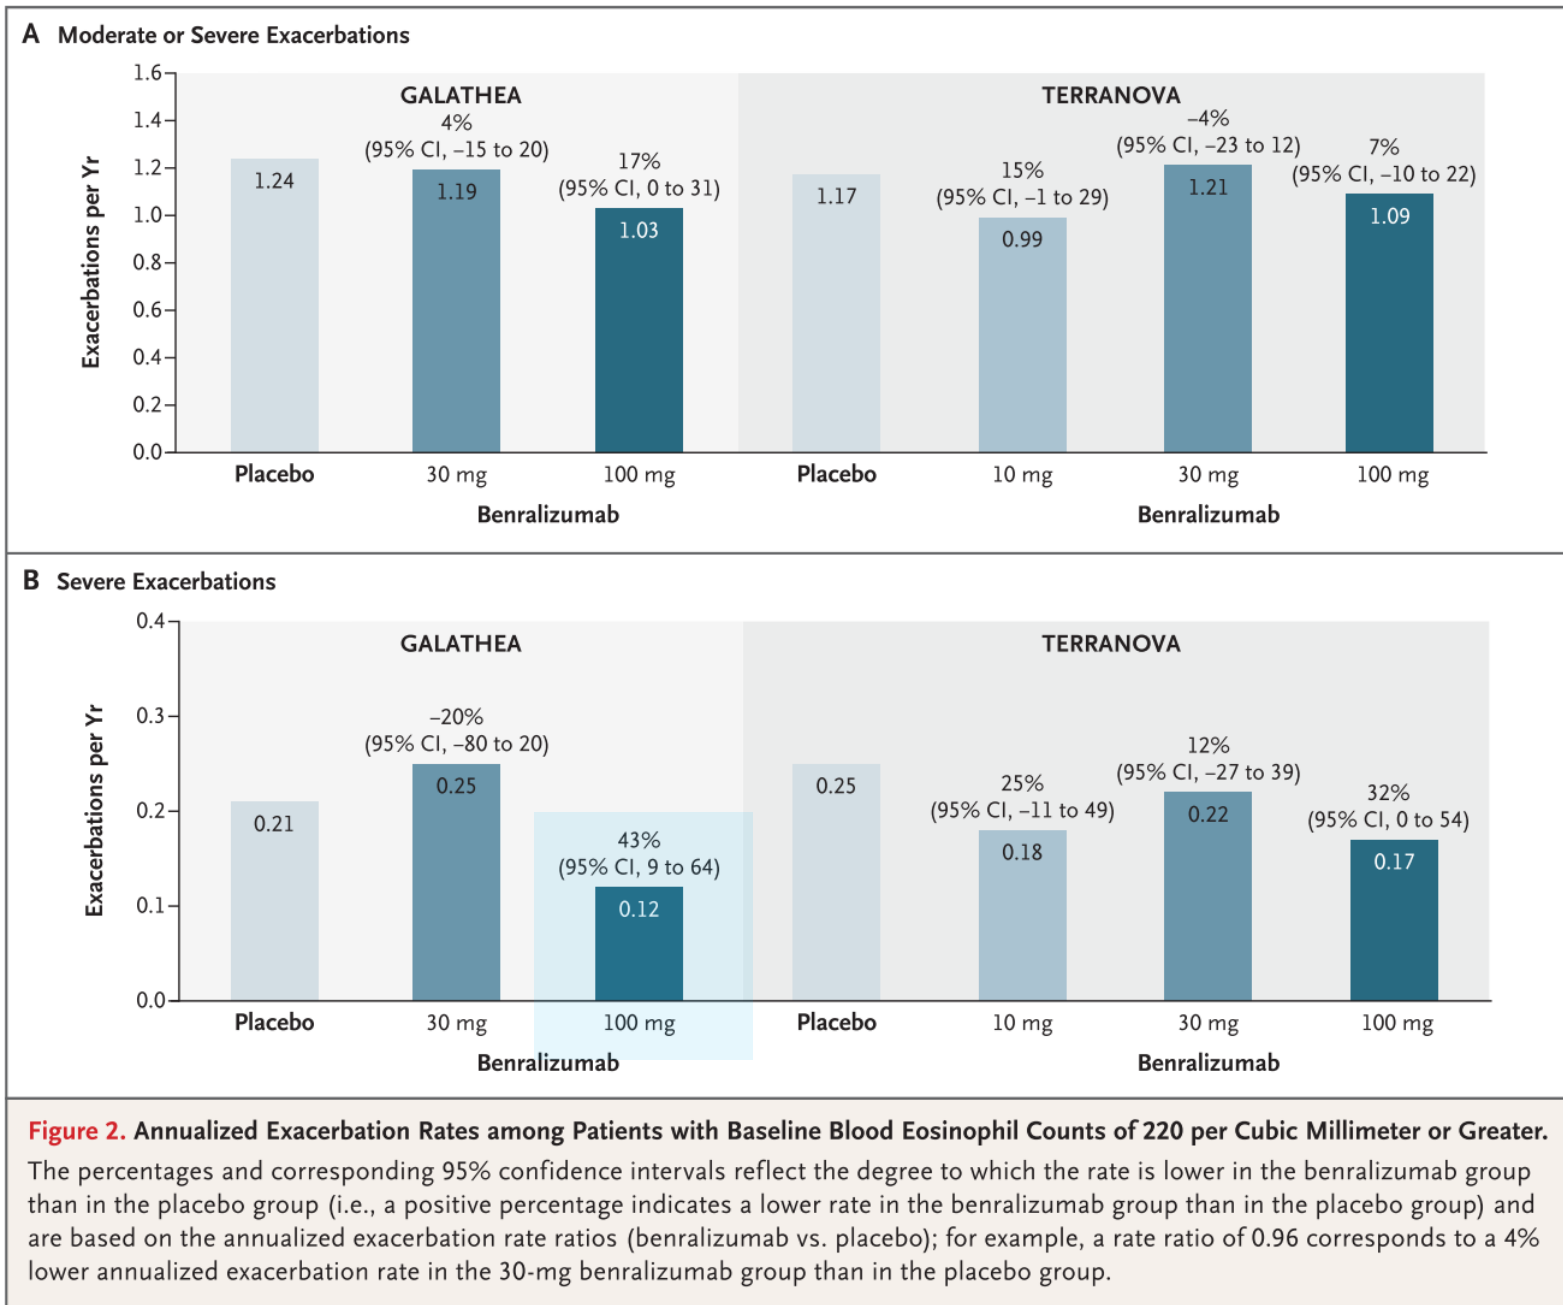 A Moderate or Severe Exacerbations
Exacerbations per Yr
1.6
1.4
1.2
1.0
0.8
0.6
0.4
0.2
0.0
GALATHEA
1.24
4%
(95% CI, –15 to 20)
1.19
17%
(95% CI, 0 to 31)
1.03
Placebo
30 mg
100 mg
Benralizumab
TERRANOVA
1.17
15%
(95% CI, –1 to 29)
0.99
–4%
(95% CI, –23 to 12)
1.21
7%
(95% CI, –10 to 22)
1.09
Placebo
10 mg
30 mg
100 mg
Benralizumab
B Severe Exacerbations
Exacerbations per Yr
0.4
0.3
0.2
0.1
0.0
GALATHEA
0.21
–20%
(95% CI, –80 to 20)
0.25
43%
(95% CI, 9 to 64)
0.12
Placebo
30 mg
100 mg
Benralizumab
TERRANOVA
0.25
25%
(95% CI, –11 to 49)
0.18
12%
(95% CI, –27 to 39)
0.22
32%
(95% CI, 0 to 54)
0.17
Placebo
10 mg
30 mg
100 mg
Benralizumab
Figure 2. Annualized Exacerbation Rates among Patients with Baseline Blood Eosinophil Counts of 220 per Cubic Millimeter or Greater.
The percentages and corresponding 95% confidence intervals reflect the degree to which the rate is lower in the benralizumab group
than in the placebo group (i.e., a positive percentage indicates a lower rate in the benralizumab group than in the placebo group) and
are based on the annualized exacerbation rate ratios (benralizumab vs. placebo); for example, a rate ratio of 0.96 corresponds to a 4%
lower annualized exacerbation rate in the 30-mg benralizumab group than in the placebo group.